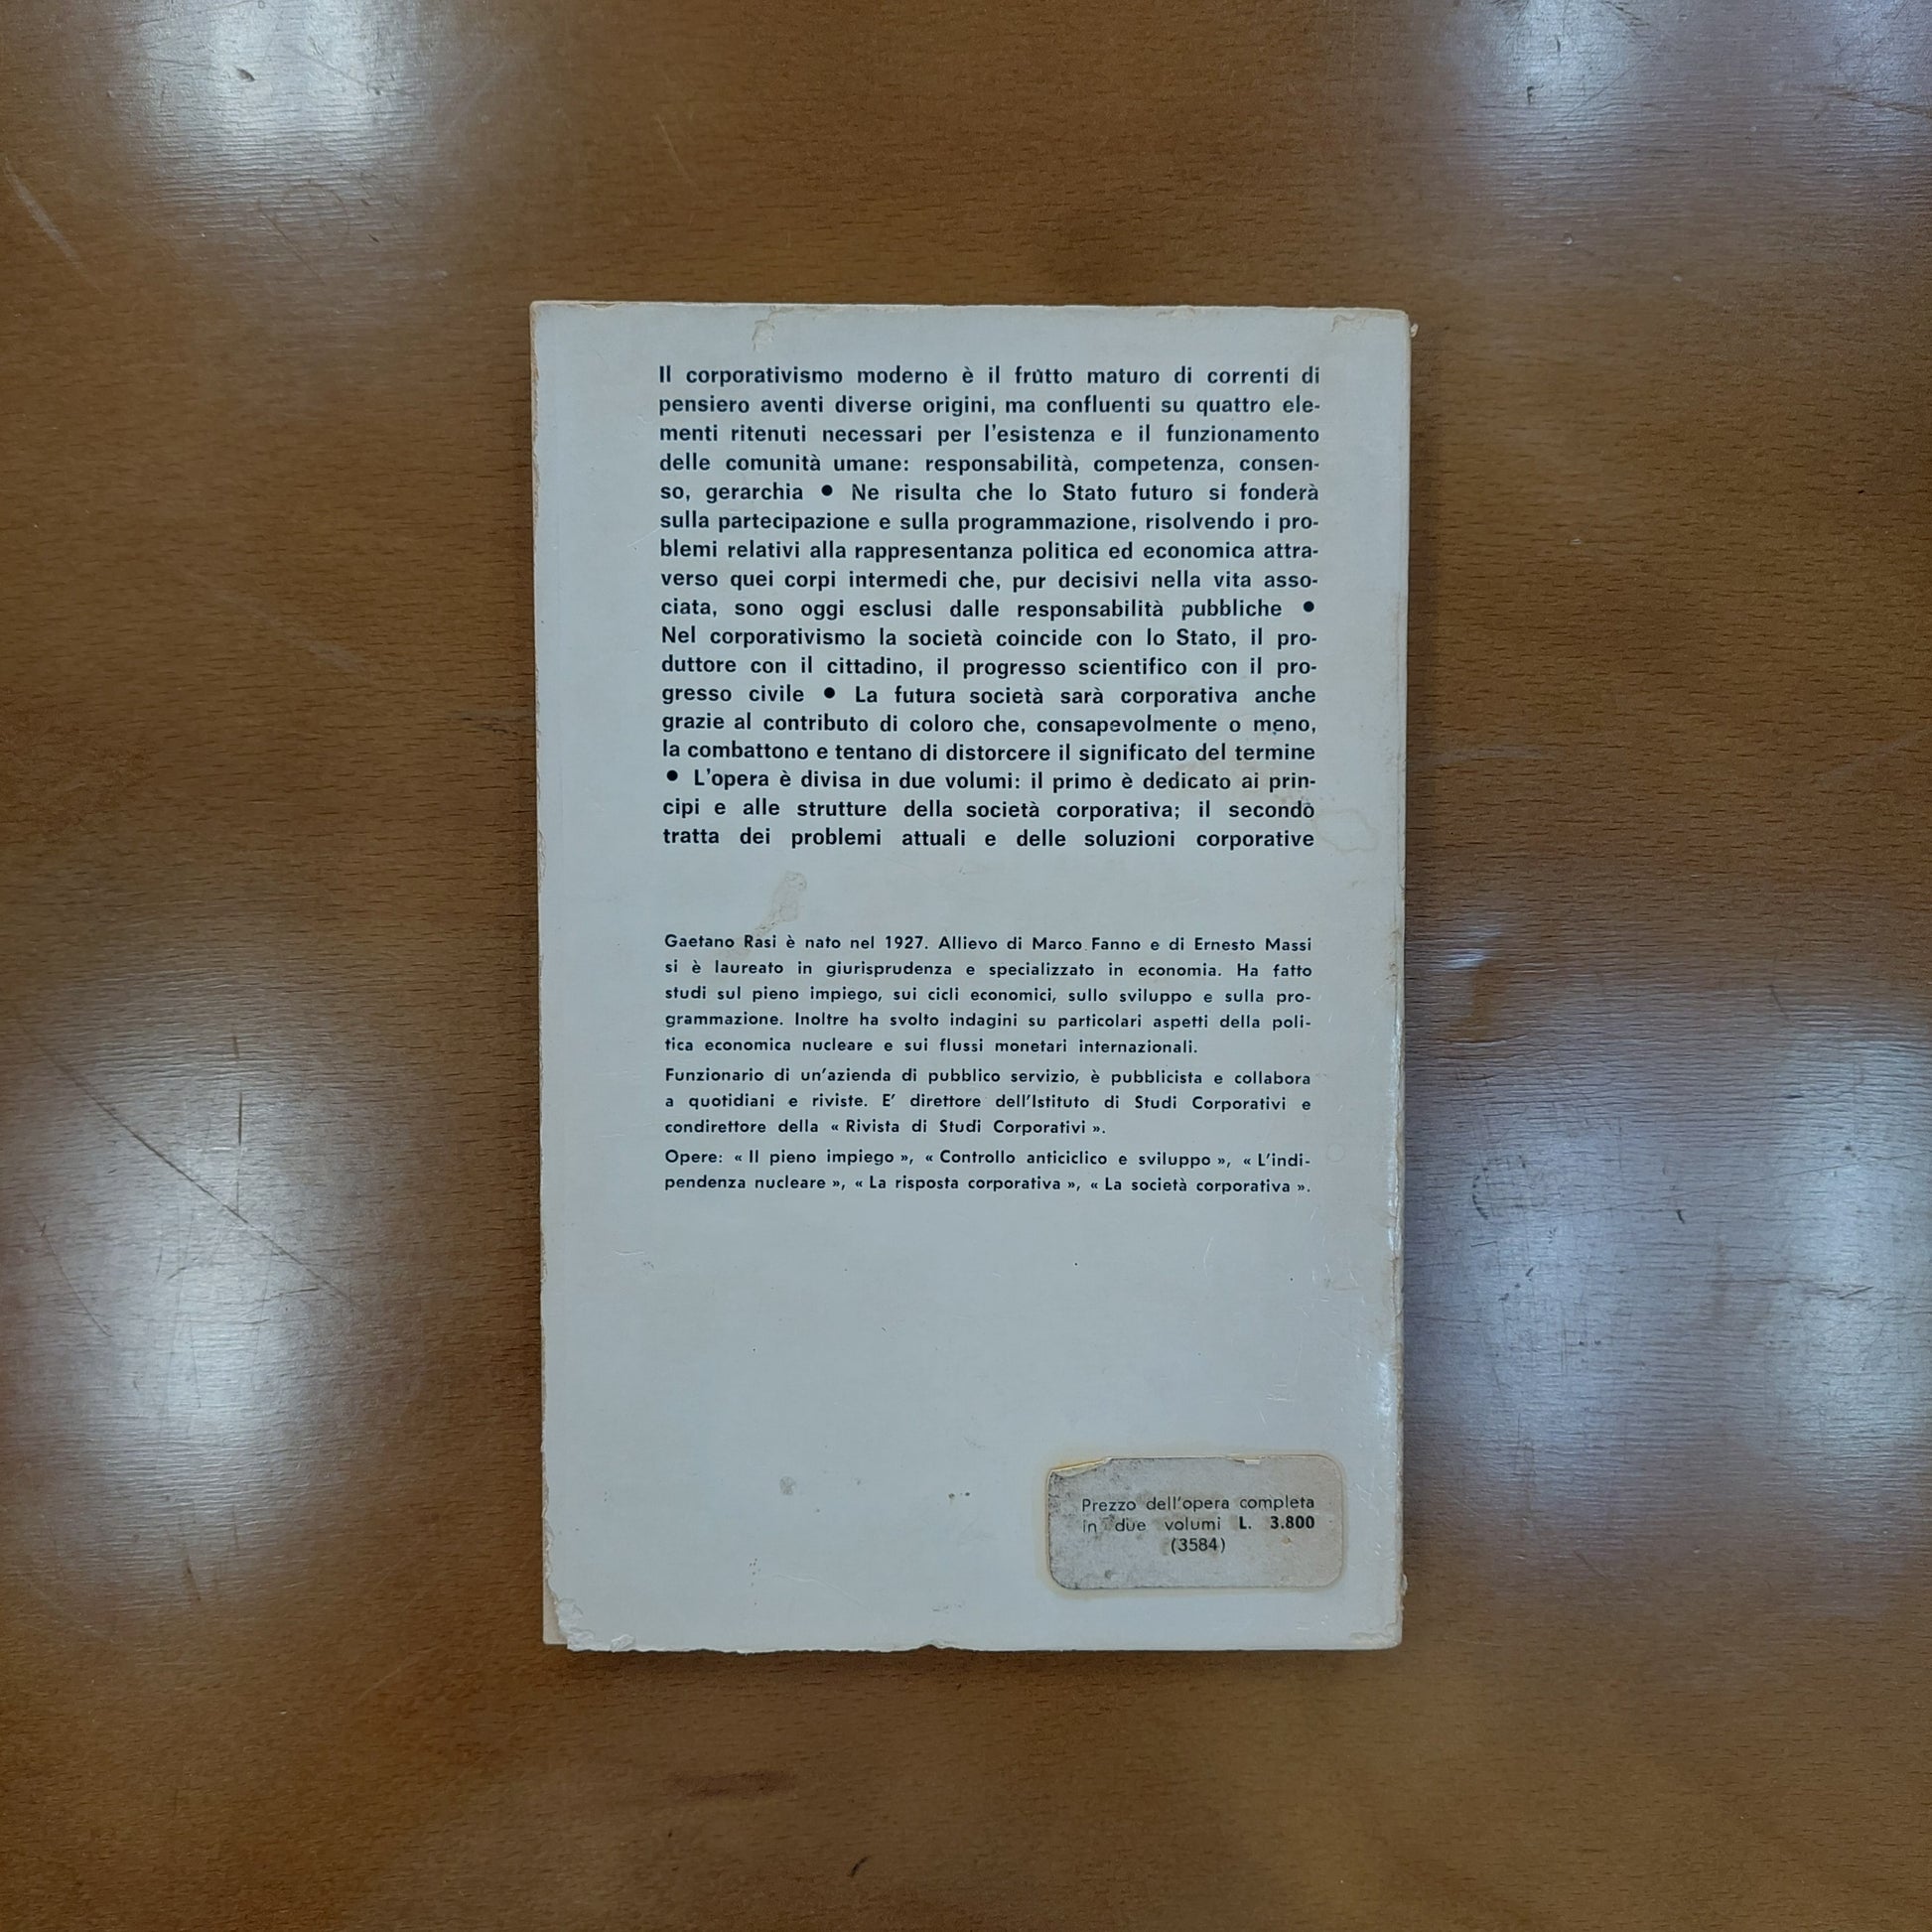 Il corporativismo moderno è il frutto maturo di correnti di
pensiero aventi diverse origini, ma confluenti su quattro ele-
menti ritenuti necessari per l'esistenza e il funzionamento
delle comunità umane: responsabilità, competenza, consen-
so, gerarchia ● Ne risulta che lo Stato futuro si fonderà
sulla partecipazione e sulla programmazione, risolvendo i pro-
blemi relativi alla rappresentanza politica ed economica attra-
verso quei corpi intermedi che, pur decisivi nella vita asso-
ciata, sono oggi esclusi dalle responsabilità pubbliche ●
Nel corporativismo la società coincide con lo Stato, il pro-
duttore con il cittadino, il progresso scientifico con il pro-
gresso civile ● La futura società sarà corporativa anche
grazie al contributo di coloro che, consapevolmente o meno,
la combattono e tentano di distorcere il significato del termine
● L'opera è divisa in due volumi: il primo è dedicato ai prin-
cipi e alle strutture della società corporativa; il secondo
tratta dei problemi attuali e delle soluzioni corporative
Gaetano Rasi è nato nel 1927. Allievo di Marco Fanno e di Ernesto Massi
si è laureato in giurisprudenza e specializzato in economia. Ha fatto
studi sul pieno impiego, sui cicli economici, sullo sviluppo e sulla pro-
grammazione. Inoltre ha svolto indagini su particolari aspetti della poli-
tica economica nucleare e sui flussi monetari internazionali.
Funzionario di un'azienda di pubblico servizio, è pubblicista e collabora
a quotidiani e riviste. E' direttore dell'Istituto di Studi Corporativi e
condirettore della « Rivista di Studi Corporativi ».
Opere: « Il pieno impiego », « Controllo anticiclico e sviluppo », « L'indi-
pendenza nucleare », « La risposta corporativa », « La società corporativa ».
Prezzo dell'opera completa
in due volumi L. 3.800
(3584)